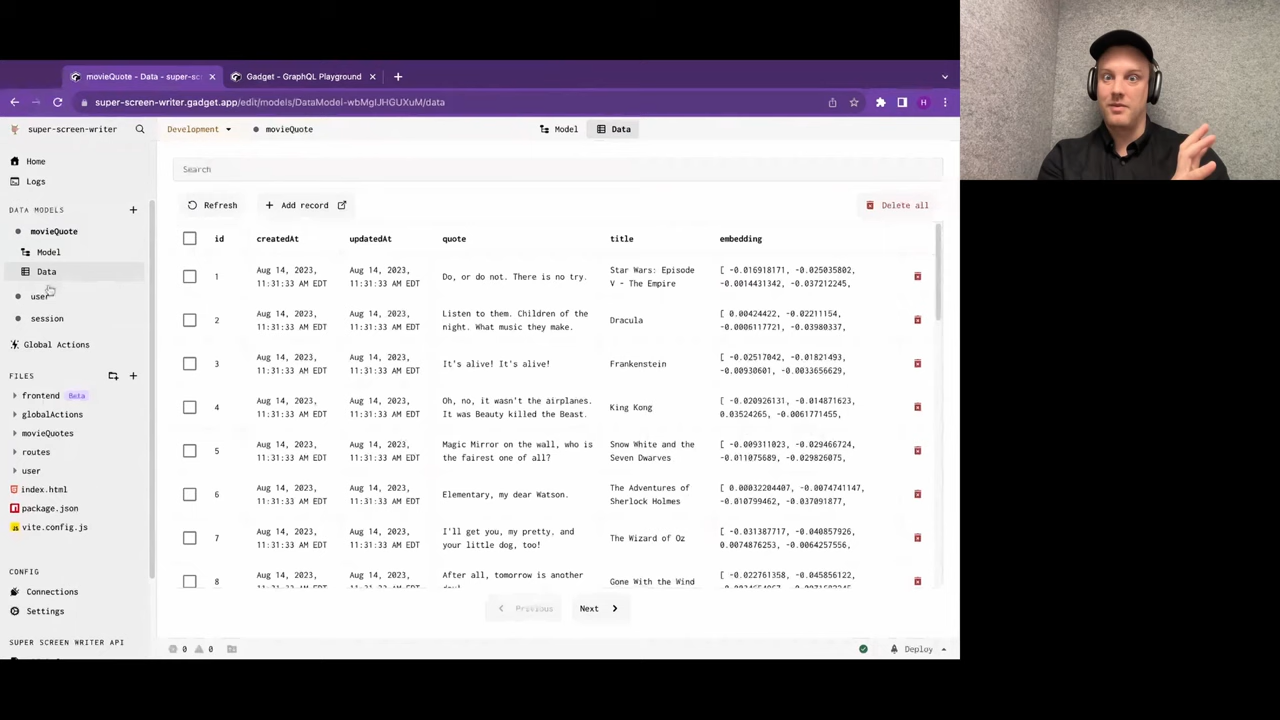 movieQuote - Data - super-sc
Gadget - GraphQL Playground
super-screen-writer.gadget.app/edit/models/DataModel-wbMgIJHGUXuM/data
H
super-screen-writer
Development
movieQuote
Model
Data
Home
Logs
DATA MODELS
movieQuote
Model
Data
user
session
Global Actions
FILES
frontend Beta
globalActions
movieQuotes
routes
user
index.html
package.json
vite.config.js
CONFIG
Connections
Settings
SUPER SCREEN WRITER API
Search
Refresh
+ Add record
Delete all
id createdAt updatedAt quote title embedding
1 Aug 14, 2023, Aug 14, 2023, Do, or do not. There is no try. Star Wars: Episode [ -0.016918171, -0.025035802,
11:31:33 AM EDT 11:31:33 AM EDT V - The Empire -0.0014431342, -0.037212245,
2 Aug 14, 2023, Aug 14, 2023, Listen to them. Children of the Dracula [ 0.00424422, -0.02211154,
11:31:33 AM EDT 11:31:33 AM EDT night. What music they make. -0.0006117721, -0.03980337,
3 Aug 14, 2023, Aug 14, 2023, It's alive! It's alive! Frankenstein [ -0.02517042, -0.01821493,
11:31:33 AM EDT 11:31:33 AM EDT -0.00930601, -0.0033656629,
4 Aug 14, 2023, Aug 14, 2023, Oh, no, it wasn't the airplanes. King Kong [ -0.020926131, -0.014871623,
11:31:33 AM EDT 11:31:33 AM EDT It was Beauty killed the Beast. 0.03524265, -0.0061771455,
5 Aug 14, 2023, Aug 14, 2023, Magic Mirror on the wall, who is Snow White and the [ -0.009311023, -0.029466724,
11:31:33 AM EDT 11:31:33 AM EDT the fairest one of all? Seven Dwarves -0.011075689, -0.029826075,
6 Aug 14, 2023, Aug 14, 2023, Elementary, my dear Watson. The Adventures of [ 0.00032204407, -0.0074741147,
11:31:33 AM EDT 11:31:33 AM EDT Sherlock Holmes -0.010799462, -0.037091877,
7 Aug 14, 2023, Aug 14, 2023, I'll get you, my pretty, and The Wizard of Oz [ -0.031387717, -0.040857926,
11:31:33 AM EDT 11:31:33 AM EDT your little dog, too! 0.0074876253, -0.0064257556,
8 Aug 14, 2023, Aug 14, 2023, After all, tomorrow is another Gone With the Wind [ -0.022761358, -0.045856122,
Previous
Next
0 0
Deploy